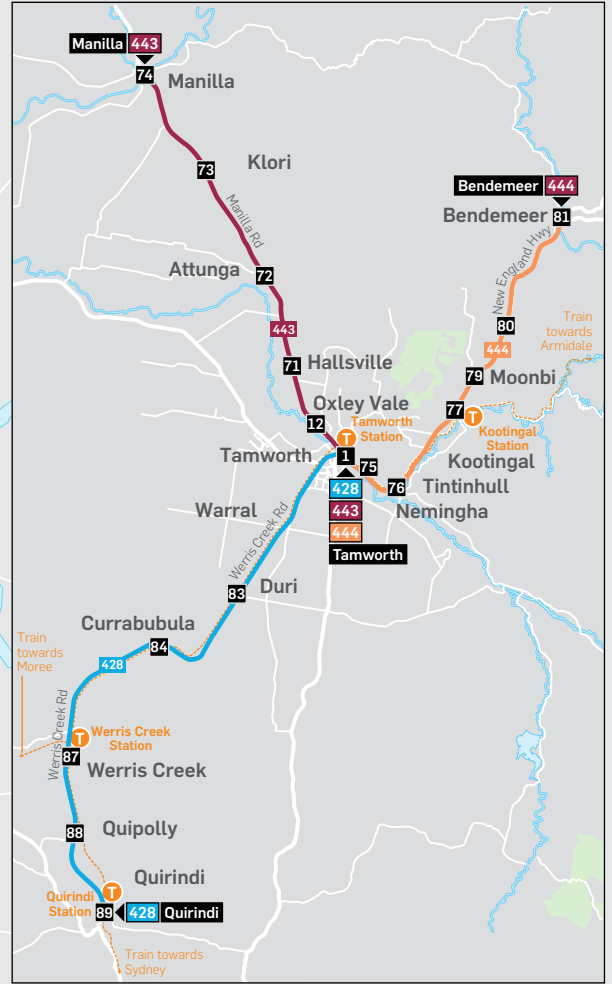 Manilla 443
74
Manilla
Klori
73
Manilla Rd
Bendemeer 444
Bendemeer
81
New England Hwy
Attunga
72
443
Train
towards
Armidale
80
444
71
Hallsville
79
Moonbi
Oxley Vale
12
77
T
Kootingal
Station
T
Tamworth
Station
Tamworth
1
75
Kootingal
76
Tintinhull
Nemingha
428
443
444
Tamworth
Warral
Werris Creek Rd
Duri
83
Currabubula
84
Train
towards
Moree
428
Werris Creek Rd
T
Werris Creek
Station
87
Werris Creek
88
Quipolly
Quirindi
T
Quirindi
Station
89
428 Quirindi
Train towards
Sydney